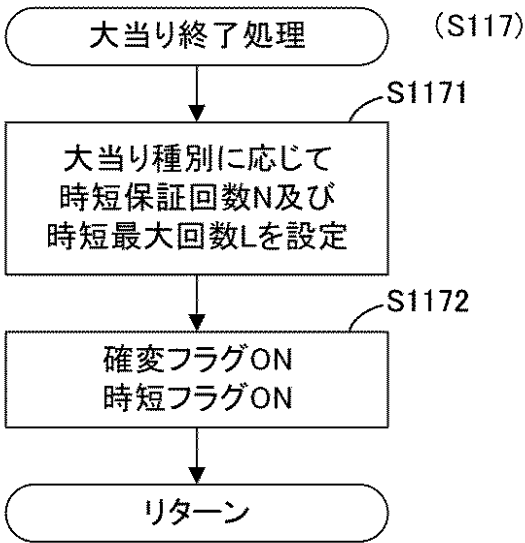 大当り終了処理
(S117)
S1171
大当り種別に応じて
時短保証回数N及び
時短最大回数Lを設定
S1172
確変フラグON
時短フラグON
リターン